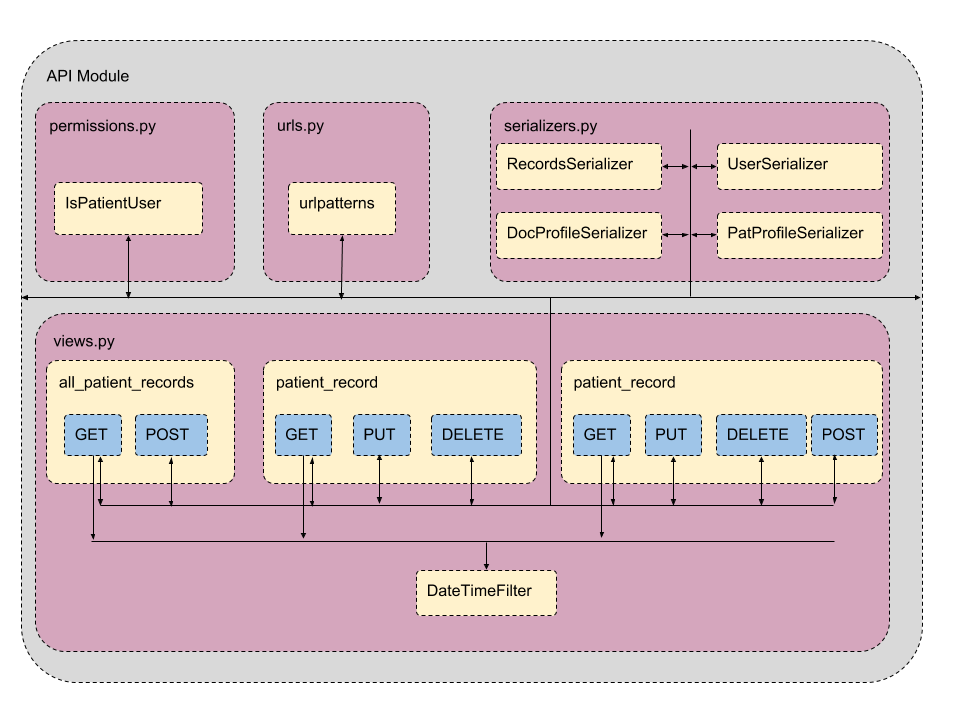 API Module
permissions.py
IsPatientUser
urls.py
urlpatterns
serializers.py
RecordsSerializer
UserSerializer
DocProfileSerializer
PatProfileSerializer
views.py
all_patient_records
GET
POST
patient_record
GET
PUT
DELETE
patient_record
GET
PUT
DELETE
POST
DateTimeFilter